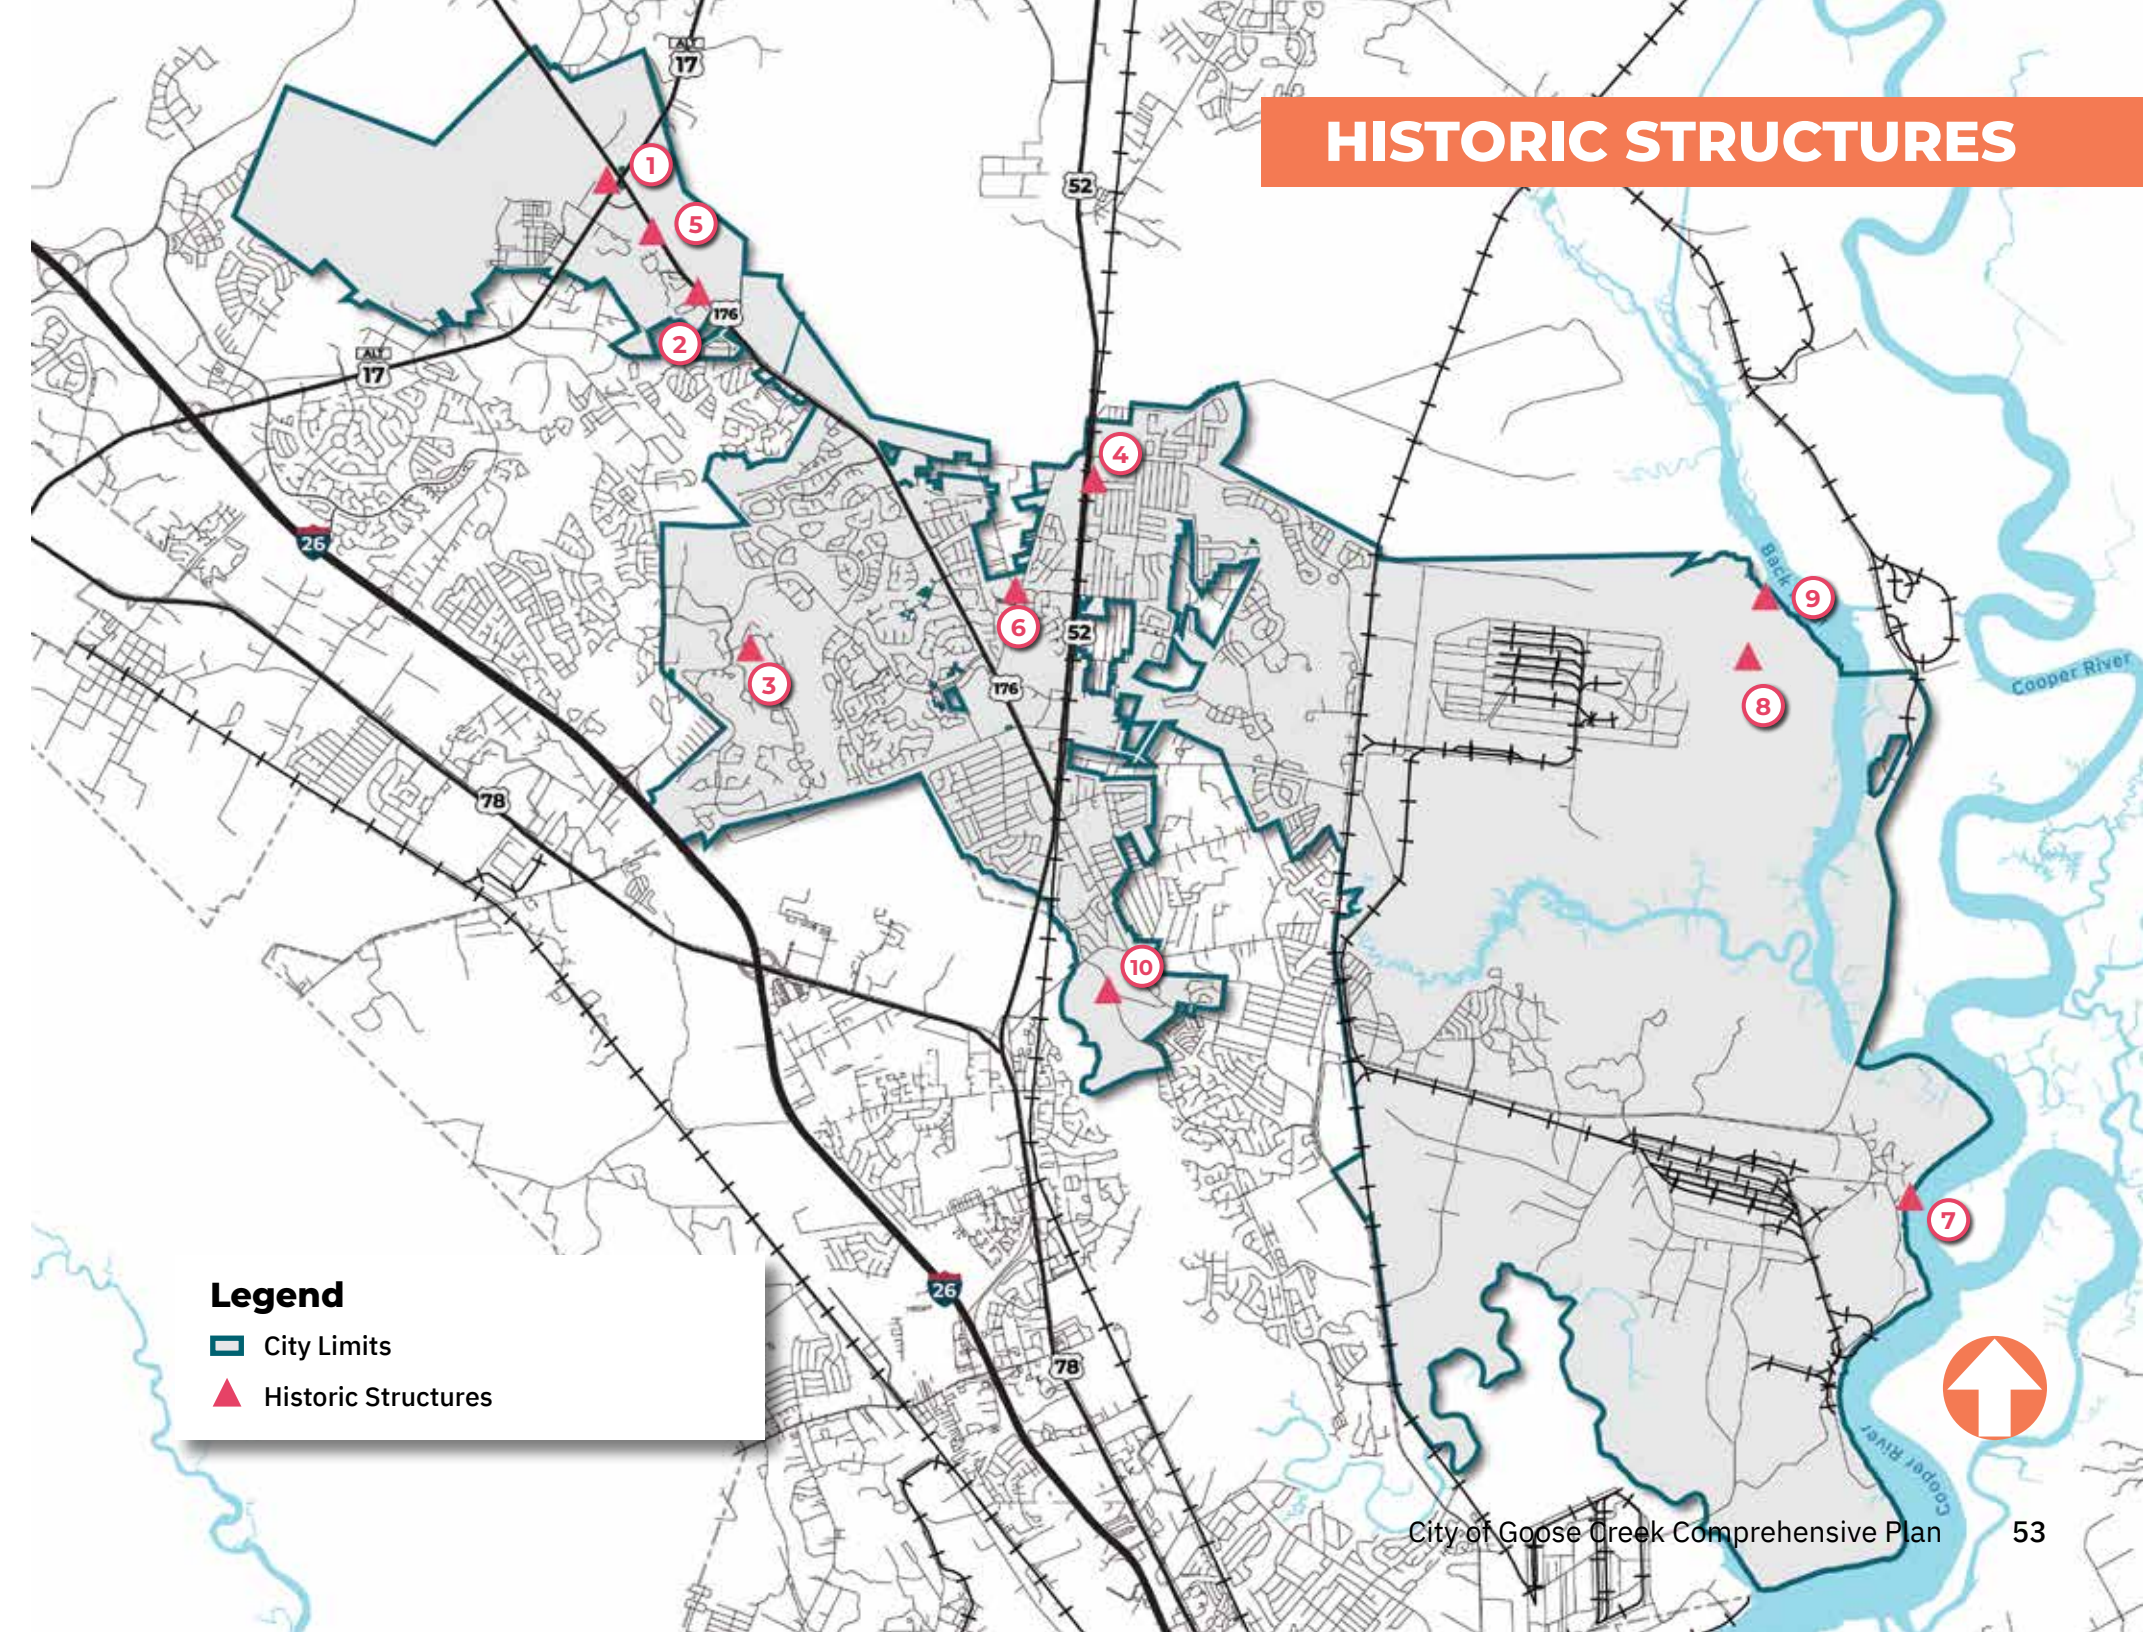 ALT
17
HISTORIC STRUCTURES
1
52
5
176
2
ALT
17
4
26
Back
9
6
52
Cooper River
3
176
8
78
10
7
Legend
City Limits
Historic Structures
26
78
Cooper River
City of Goose Creek Comprehensive Plan
53